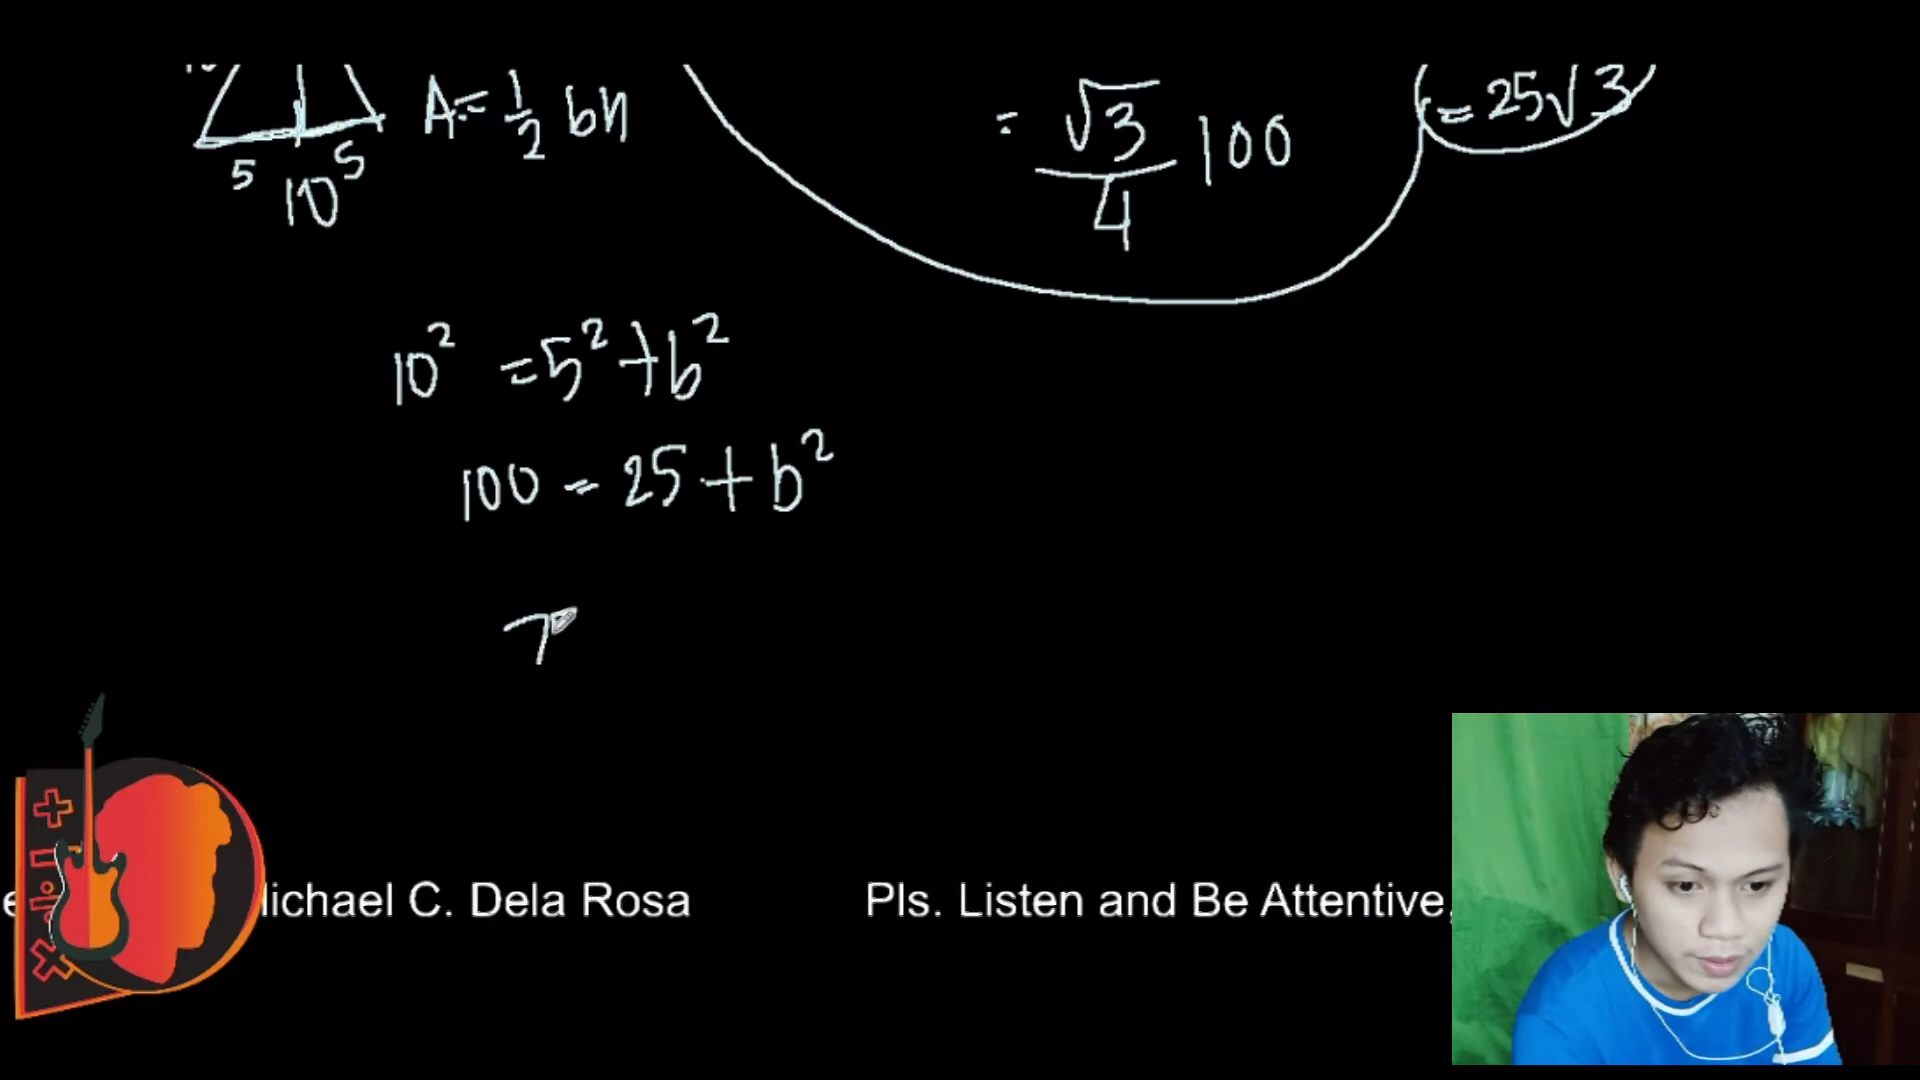 A = 1/2 bh
5 5
10
= √3/4 100
= 25√3
10² = 5² + b²
100 = 25 + b²
7
ichael C. Dela Rosa Pls. Listen and Be Attentive,